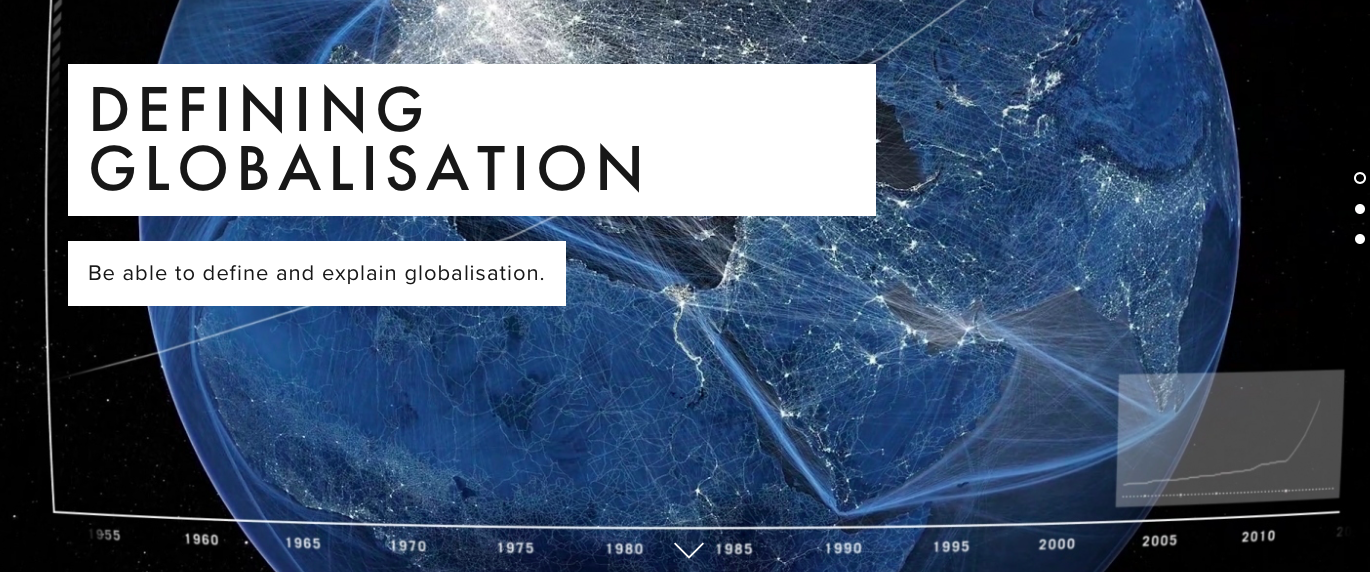 DEFINING
GLOBALISATION
Be able to define and explain globalisation.
1955 1960 1965 1970 1975 1980 1985 1990 1995 2000 2005 2010